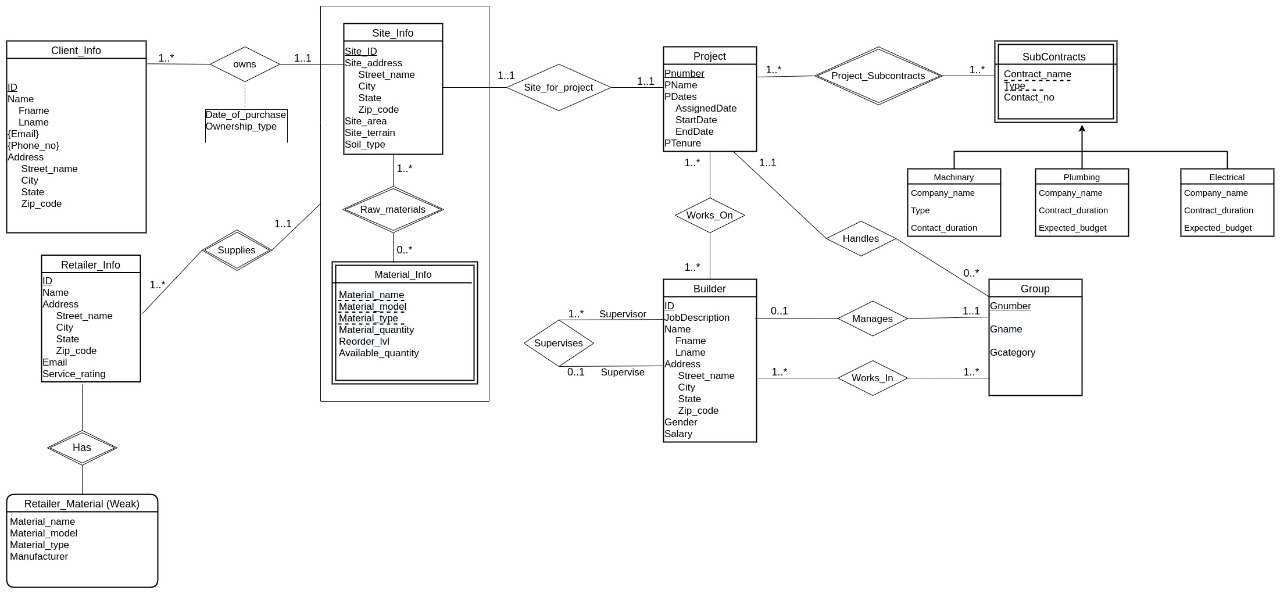 Client_Info
ID
Name
Fname
Lname
{Email}
{Phone_no}
Address
Street_name
City
State
Zip_code
1..*
owns
1..1
Date_of_purchase
Ownership_type
Site_Info
Site_ID
Site_address
Street_name
City
State
Zip_code
Site_area
Site_terrain
Soil_type
1..1
Site_for_project
1..1
Project
Pnumber
PName
PDates
AssignedDate
StartDate
EndDate
PTenure
1..*
Project_Subcontracts
1..*
SubContracts
Contract_name
Type
Contact_no
Machinary
Company_name
Type
Contact_duration
Plumbing
Company_name
Contract_duration
Expected_budget
Electrical
Company_name
Contract_duration
Expected_budget
1..*
Raw_materials
0..*
Material_Info
Material_name
Material_model
Material_type
Material_quantity
Reorder_lvl
Available_quantity
1..1
Supplies
1..*
Retailer_Info
ID
Name
Address
Street_name
City
State
Zip_code
Email
Service_rating
Has
Retailer_Material (Weak)
Material_name
Material_model
Material_type
Manufacturer
1..*
Works_On
1..*
1..1
Handles
0..*
Builder
ID
JobDescription
Name
Fname
Lname
Address
Street_name
City
State
Zip_code
Gender
Salary
1..* Supervisor
Supervises
0..1 Supervise
0..1
Manages
1..1
1..*
Works_In
1..*
Group
Gnumber
Gname
Gcategory